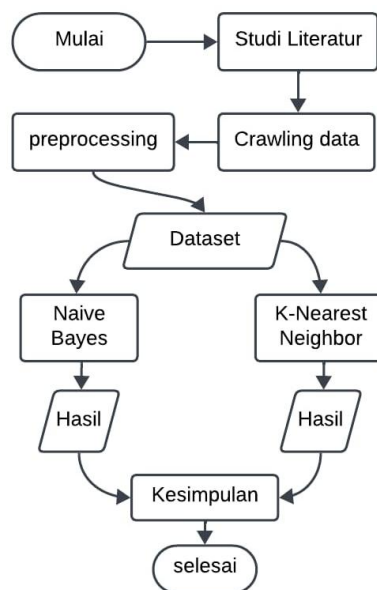 Mulai
Studi Literatur
Crawling data
preprocessing
Dataset
Naive
Bayes
K-Nearest
Neighbor
Hasil
Hasil
Kesimpulan
selesai